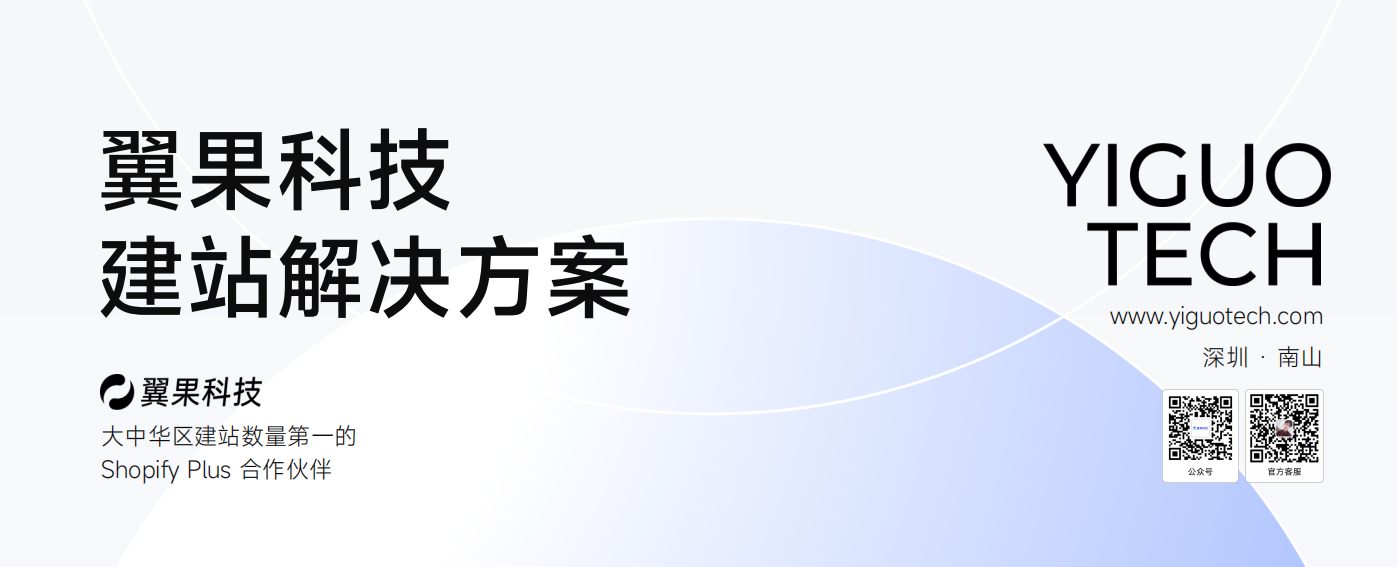 翼果科技
建站解决方案
翼果科技
大中华区建站数量第一的
Shopify Plus 合作伙伴
YIGUO
TECH
www.yiguotech.com
深圳 · 南山
公众号
官方客服